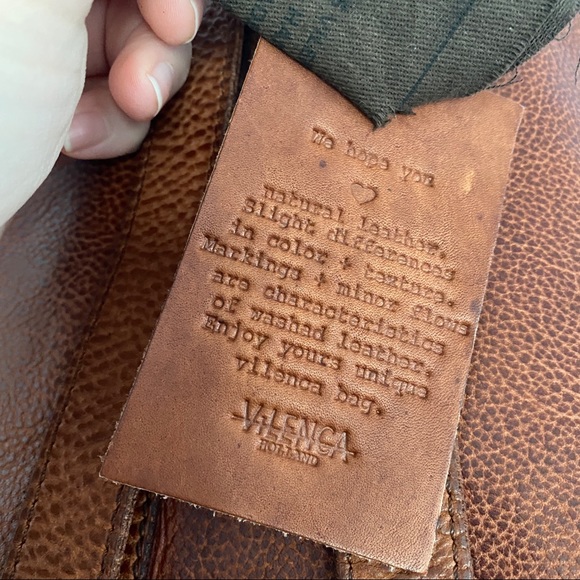 We hope you
♡
natural leather.
Slight differences
in color + texture.
Markings + minor flows
are characteristics
of washed leather.
Enjoy yours unique
vilenca bag.
VILENCA
HOLLAND